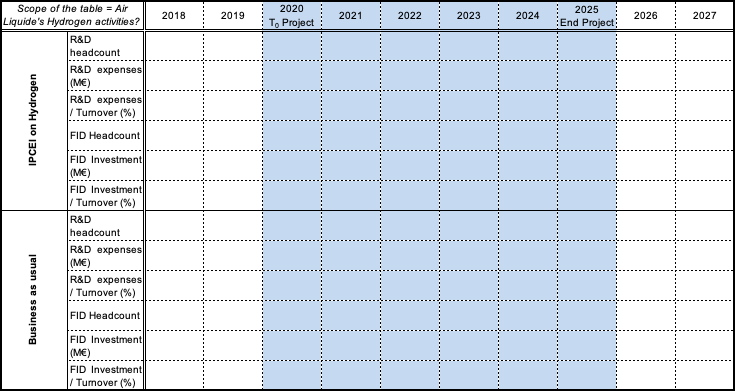 Scope of the table = Air
Liquide's Hydrogen activities?
2018
2019
2020
T₀ Project
2021
2022
2023
2024
2025
End Project
2026
2027
IPCEI on Hydrogen
R&D
headcount
R&D expenses
(M€)
R&D expenses
/ Turnover (%)
FID Headcount
FID Investment
(M€)
FID Investment
/ Turnover (%)
Business as usual
R&D
headcount
R&D expenses
(M€)
R&D expenses
/ Turnover (%)
FID Headcount
FID Investment
(M€)
FID Investment
/ Turnover (%)